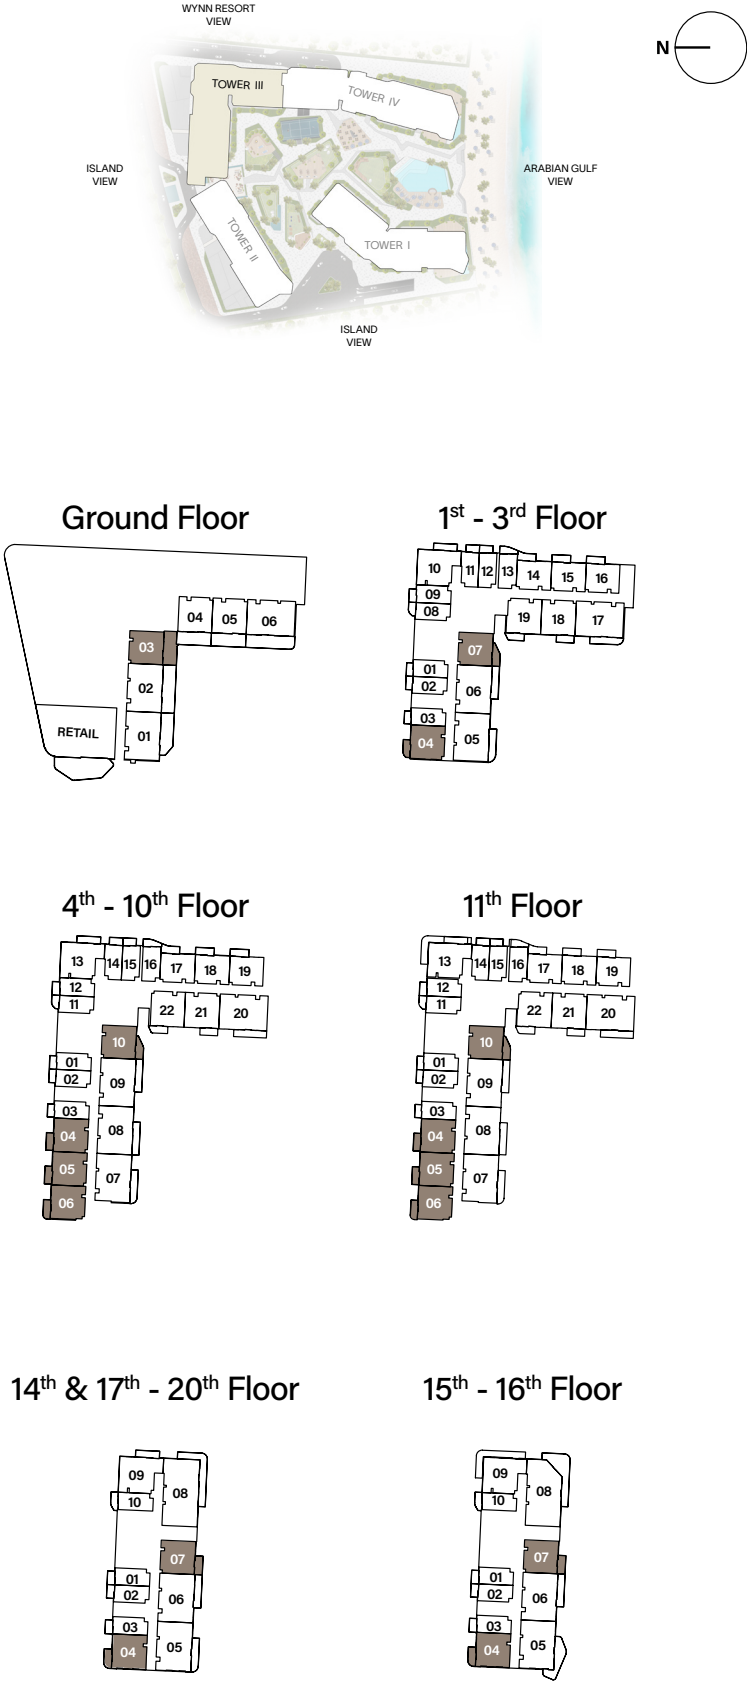 WYNN RESORT
VIEW
N
TOWER III
TOWER IV
ISLAND
VIEW
ARABIAN GULF
VIEW
TOWER II
TOWER I
ISLAND
VIEW
Ground Floor
04 05 06
03
02
RETAIL
01
1st - 3rd Floor
10 11 12 13 14 15 16
09
08
19 18 17
07
01
02
06
03
04
05
4th - 10th Floor
13 14 15 16 17 18 19
12
11
22 21 20
10
01
02
09
03
04
08
05
07
06
11th Floor
13 14 15 16 17 18 19
12
11
22 21 20
10
01
02
09
03
04
08
05
07
06
14th & 17th - 20th Floor
09
08
10
07
01
02
06
03
04
05
15th - 16th Floor
09
08
10
07
01
02
06
03
04
05